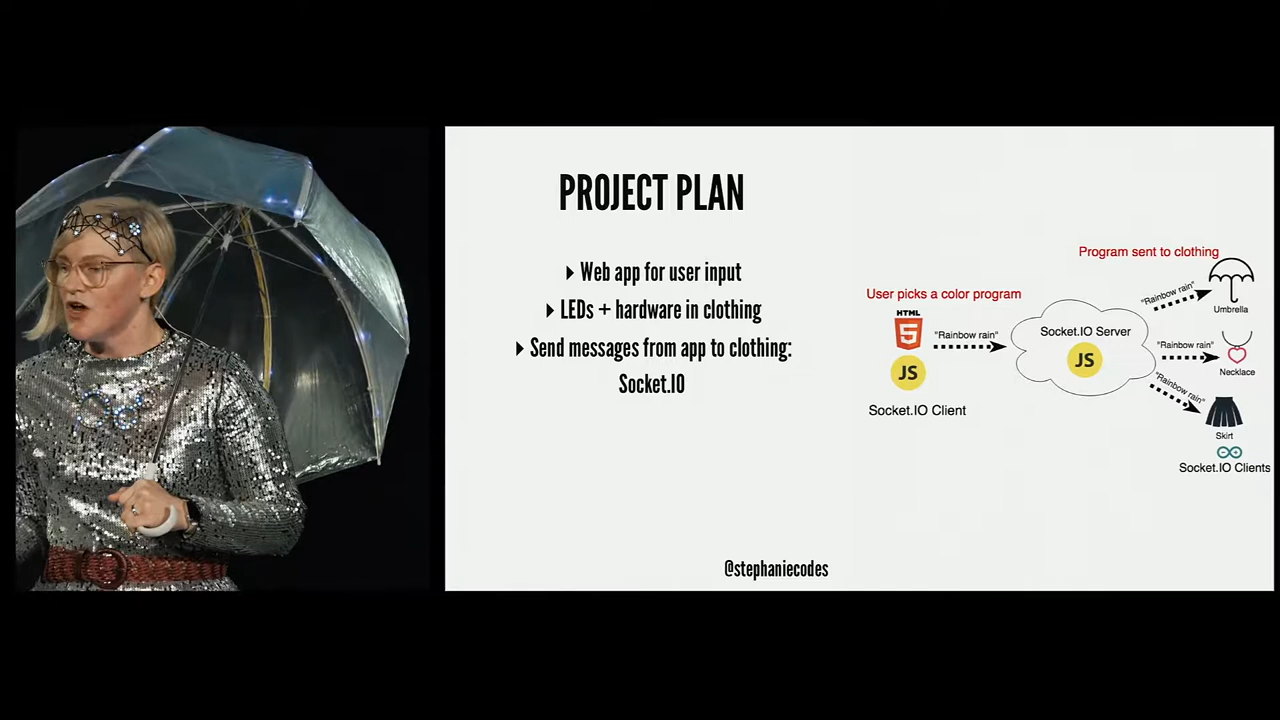 PROJECT PLAN
Web app for user input
LEDs + hardware in clothing
Send messages from app to clothing:
Socket.IO
User picks a color program
HTML
5
JS
Socket.IO Client
"Rainbow rain"
Socket.IO Server
JS
Program sent to clothing
"Rainbow rain"
Umbrella
"Rainbow rain"
Necklace
"Rainbow rain"
Skirt
Socket.IO Clients
@stephaniecodes